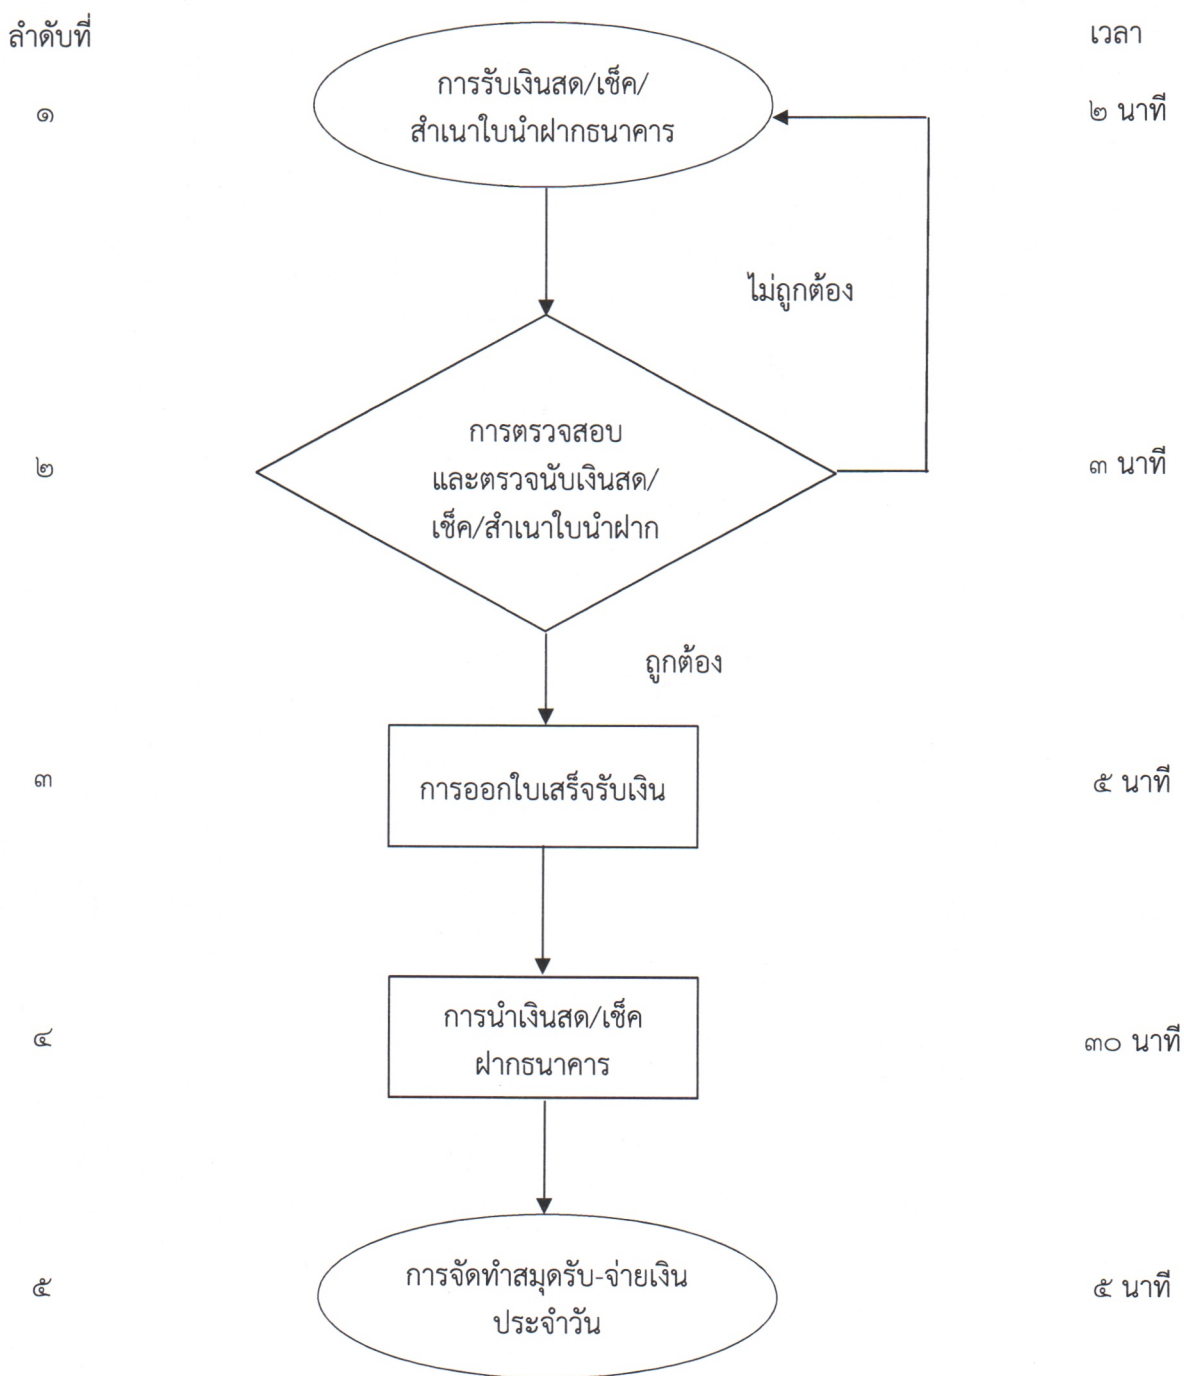 ลำดับที่
เวลา
การรับเงินสด/เช็ค/
๑
๒ นาที
สำเนาใบนำฝากธนาคาร
ไม่ถูกต้อง
การตรวจสอบ
๒
และตรวจนับเงินสด/
๓ นาที
เช็ค/สำเนาใบนำฝาก
ถูกต้อง
๓
การออกใบเสร็จรับเงิน
๕ นาที
การนำเงินสด/เช็ค
๔
๓๐ นาที
ฝากธนาคาร
การจัดทำสมุดรับ-จ่ายเงิน
๕
๕ นาที
ประจำวัน